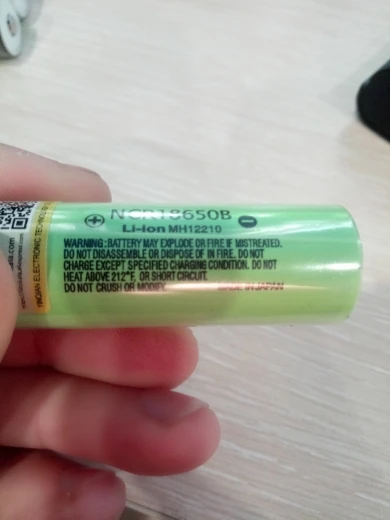 NCR18650B
Li-ion MH12210
WARNING: BATTERY MAY EXPLODE OR FIRE IF MISTREATED.
DO NOT DISASSEMBLE OR DISPOSE OF IN FIRE. DO NOT
CHARGE EXCEPT SPECIFIED CHARGING CONDITION. DO NOT
HEAT ABOVE 212°F, OR SHORT CIRCUIT.
DO NOT CRUSH OR MODIFY. MADE IN JAPAN
ELECTRONIC